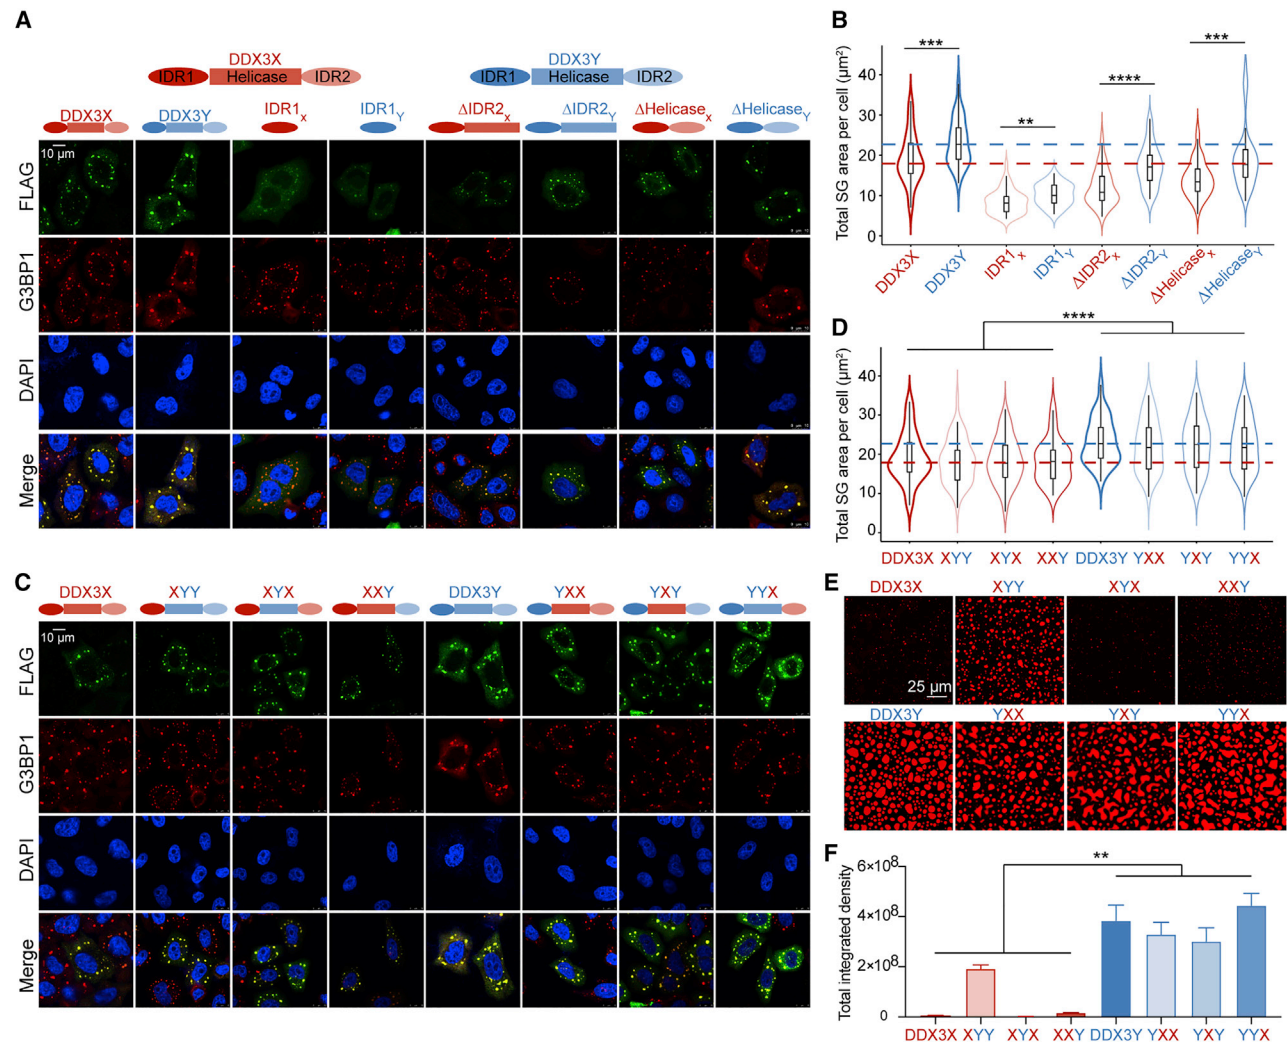 A
DDX3X
IDR1 Helicase IDR2
DDX3Y
IDR1 Helicase IDR2
DDX3X DDX3Y IDR1X IDR1Y ΔIDR2X ΔIDR2Y ΔHelicaseX ΔHelicaseY
10 μm
FLAG
G3BP1
DAPI
Merge
B
Total SG area per cell (μm²)
40
30
20
10
0
*** ** **** ***
DDX3X DDX3Y IDR1X IDR1Y ΔIDR2X ΔIDR2Y ΔHelicaseX ΔHelicaseY
C
DDX3X XYY XYX XXY DDX3Y YXX YXY YYX
10 μm
FLAG
G3BP1
DAPI
Merge
D
Total SG area per cell (μm²)
40
30
20
10
0
****
DDX3X XYY XYX XXY DDX3Y YXX YXY YYX
E
DDX3X XYY XYX XXY
25 μm
DDX3Y YXX YXY YYX
F
Total integrated density
6×10⁸
4×10⁸
2×10⁸
0
**
DDX3X XYY XYX XXY DDX3Y YXX YXY YYX